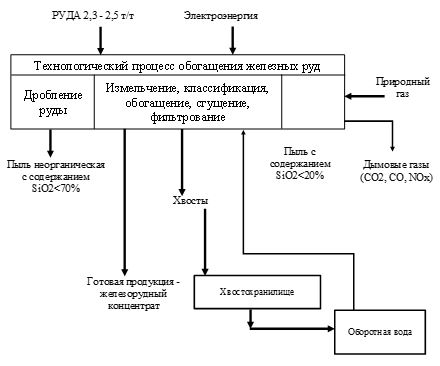 РУДА 2,3 - 2,5 т/т
Электроэнергия
Технологический процесс обогащения железных руд
Дробление
руды
Измельчение, классификация,
обогащение, сгущение,
фильтрование
Природный
газ
Пыль неорганическая
с содержанием
SiO2<70%
Хвосты
Пыль с
содержанием
SiO2<20%
Дымовые газы
(CO2, CO, NOx)
Готовая продукция -
железорудный
концентрат
Хвостохранилище
Оборотная вода